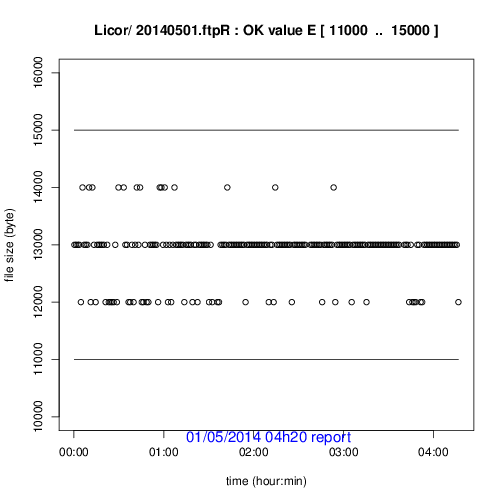 Licor/ 20140501.ftpR : OK value E [ 11000 .. 15000 ]
file size (byte)
16000
15000
14000
13000
12000
11000
10000
01/05/2014 04h20 report
00:00 01:00 02:00 03:00 04:00
time (hour:min)